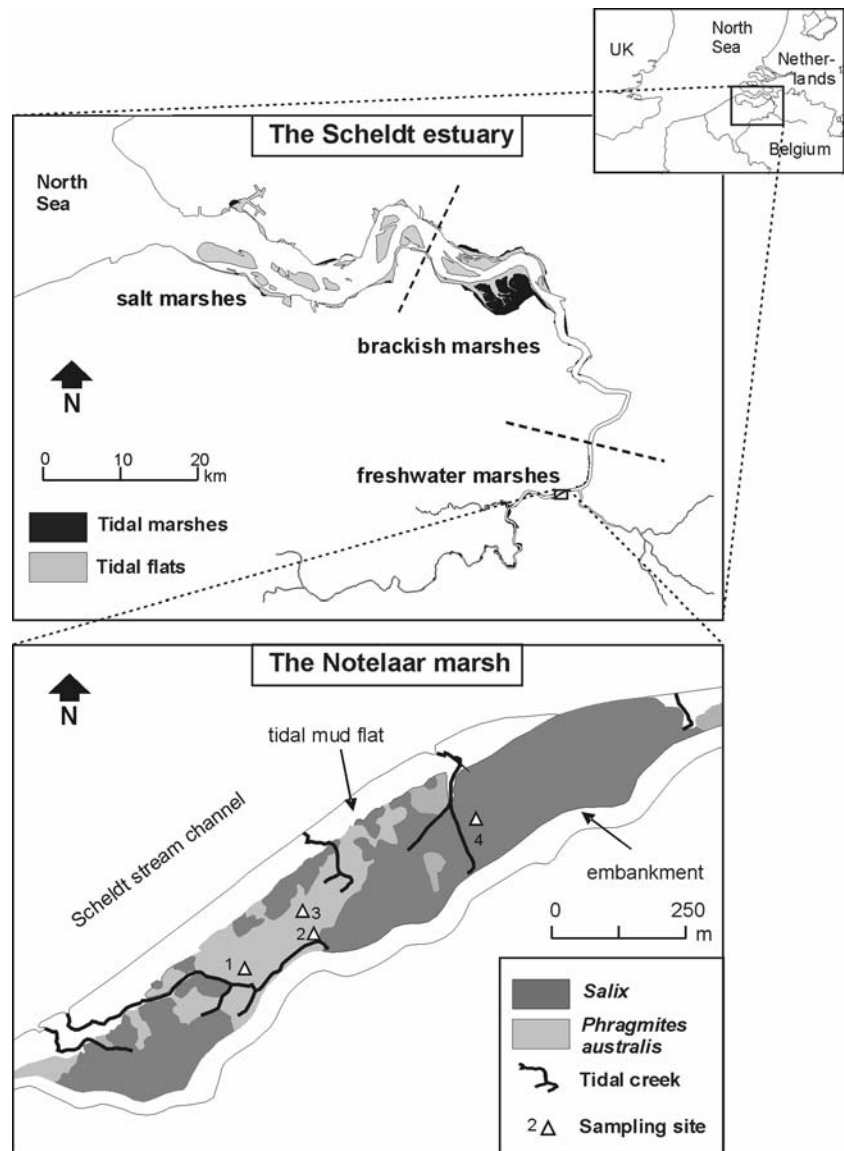 UK
North
Sea
Nether-
lands
Belgium
The Scheldt estuary
North
Sea
salt marshes
brackish marshes
N
0 10 20
km
freshwater marshes
Tidal marshes
Tidal flats
The Notelaar marsh
N
tidal mud flat
Scheldt stream channel
4
embankment
3
2
1
0 250
m
Salix
Phragmites
australis
Tidal creek
2 Sampling site